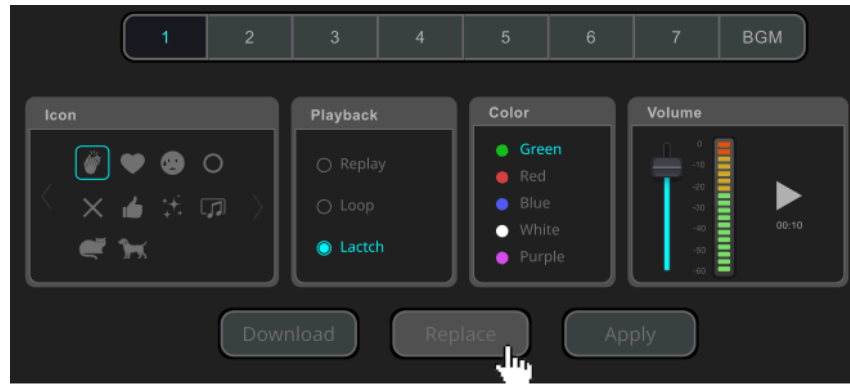 1 2 3 4 5 6 7 BGM
Icon
Playback
Replay
Loop
Lactch
Color
Green
Red
Blue
White
Purple
Volume
0
-10
-20
-30
-40
-50
-60
00:10
Download Replace Apply